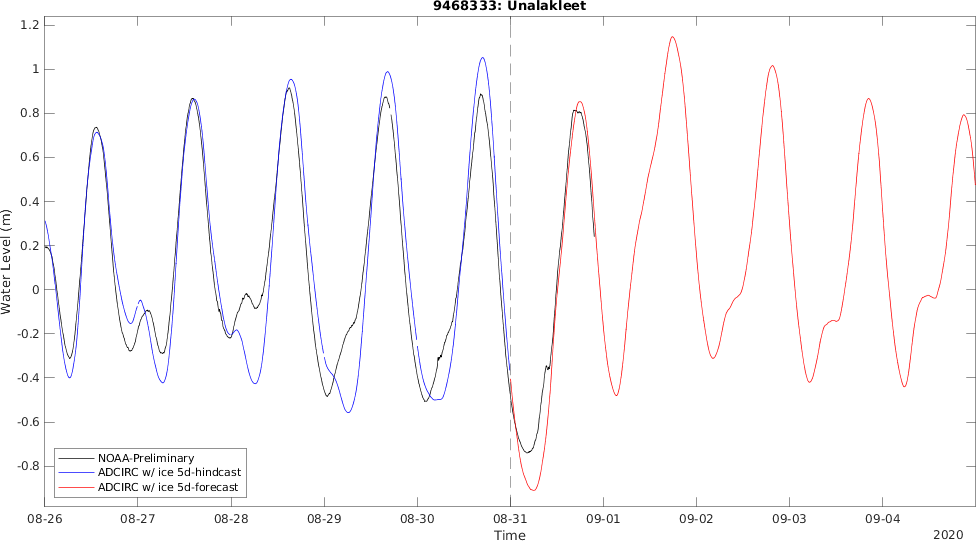 9468333: Unalakleet
Water Level (m)
1.2
1
0.8
0.6
0.4
0.2
0
-0.2
-0.4
-0.6
-0.8
NOAA-Preliminary
ADCIRC w/ ice 5d-hindcast
ADCIRC w/ ice 5d-forecast
08-26 08-27 08-28 08-29 08-30 08-31 09-01 09-02 09-03 09-04
Time
2020